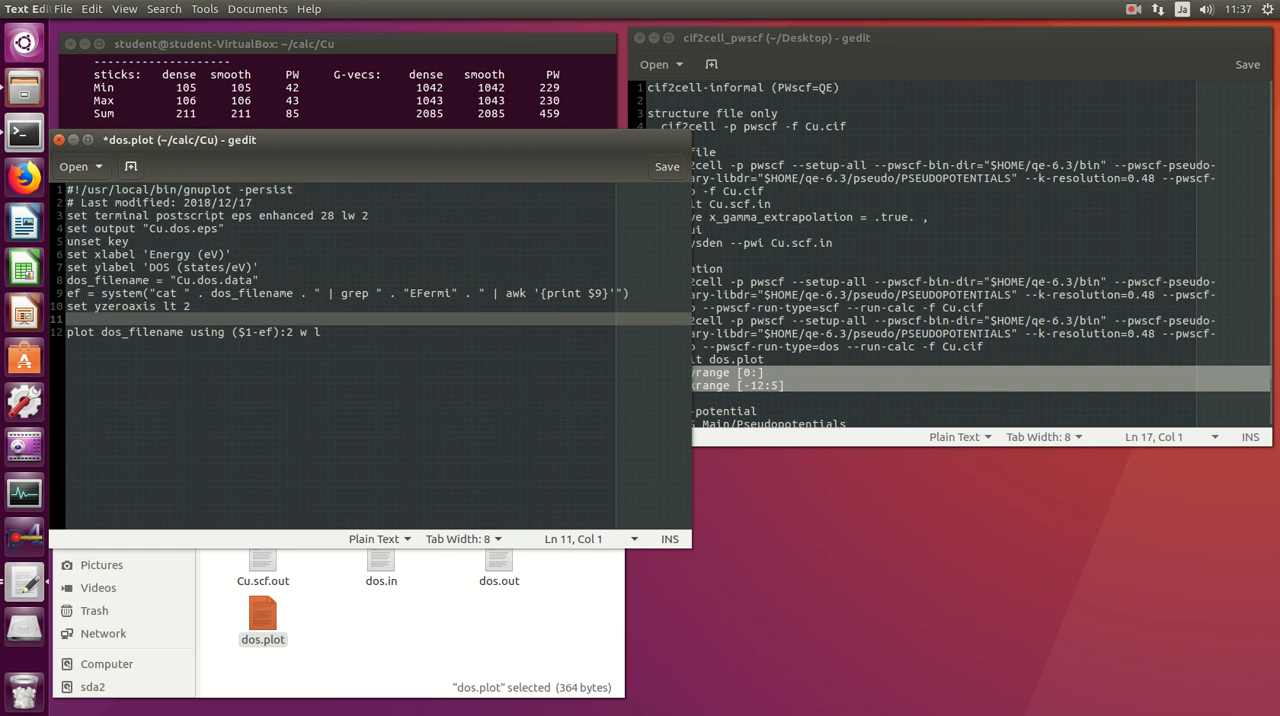 Text Edi File Edit View Search Tools Documents Help
Ja
11:37
student@student-VirtualBox: ~/calc/Cu
--------------------
sticks: dense smooth PW G-vecs: dense smooth PW
Min 105 105 42 1042 1042 229
Max 106 106 43 1043 1043 230
Sum 211 211 85 2085 2085 459
*dos.plot (~/calc/Cu) - gedit
Open
Save
1 #!/usr/local/bin/gnuplot -persist
2 # Last modified: 2018/12/17
3 set terminal postscript eps enhanced 28 lw 2
4 set output "Cu.dos.eps"
5 unset key
6 set xlabel 'Energy (eV)'
7 set ylabel 'DOS (states/eV)'
8 dos_filename = "Cu.dos.data"
9 ef = system("cat " . dos_filename . " | grep " . "EFermi" . " | awk '{print $9}'")
10 set yzeroaxis lt 2
11
12 plot dos_filename using ($1-ef):2 w l
Plain Text Tab Width: 8 Ln 11, Col 1 INS
cif2cell_pwscf (~/Desktop) - gedit
Open
Save
1 cif2cell-informal (PWscf=QE)
2
3 structure file only
4 cif2cell -p pwscf -f Cu.cif
file
cell -p pwscf --setup-all --pwscf-bin-dir="$HOME/qe-6.3/bin" --pwscf-pseudo-
ary-libdr="$HOME/qe-6.3/pseudo/PSEUDOPOTENTIALS" --k-resolution=0.48 --pwscf-
o -f Cu.cif
lt Cu.scf.in
ve x_gamma_extrapolation = .true. ,
ui
ysden --pwi Cu.scf.in
ation
2cell -p pwscf --setup-all --pwscf-bin-dir="$HOME/qe-6.3/bin" --pwscf-pseudo-
ary-libdr="$HOME/qe-6.3/pseudo/PSEUDOPOTENTIALS" --k-resolution=0.48 --pwscf-
2cell -p pwscf --setup-all --pwscf-bin-dir="$HOME/qe-6.3/bin" --pwscf-pseudo-
ary-libdr="$HOME/qe-6.3/pseudo/PSEUDOPOTENTIALS" --k-resolution=0.48 --pwscf-
o --pwscf-run-type=dos --run-calc -f Cu.cif
lt dos.plot
yrange [0:]
xrange [-12:5]
-potential
S Main/Pseudopotentials
Plain Text Tab Width: 8 Ln 17, Col 1 INS
Pictures
Videos
Trash
Network
Computer
sda2
Cu.scf.out
dos.in
dos.out
dos.plot
"dos.plot" selected (364 bytes)